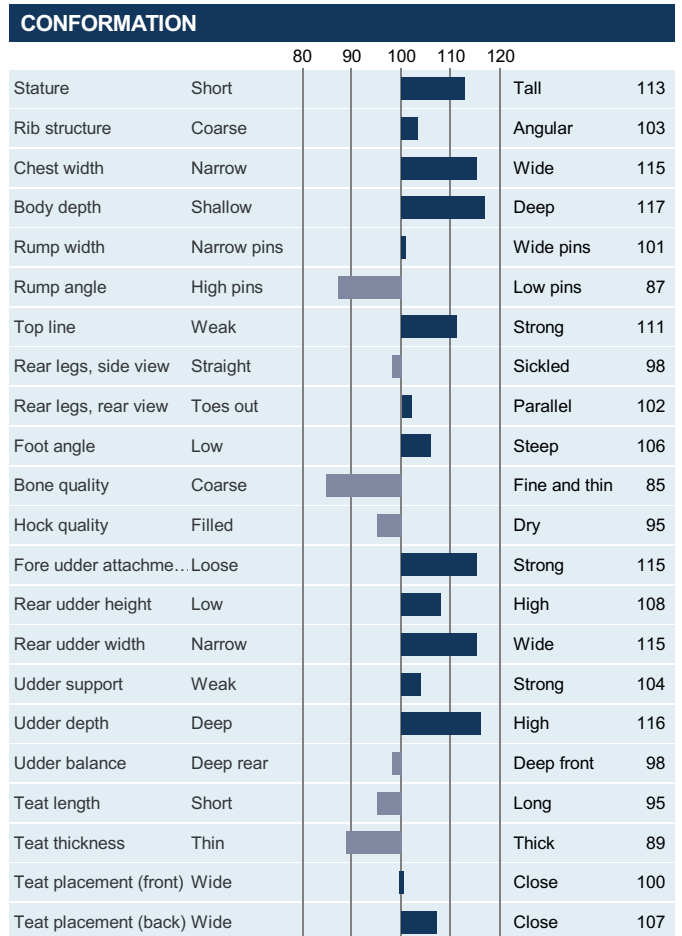 CONFORMATION
80 90 100 110 120
Stature Short Tall 113
Rib structure Coarse Angular 103
Chest width Narrow Wide 115
Body depth Shallow Deep 117
Rump width Narrow pins Wide pins 101
Rump angle High pins Low pins 87
Top line Weak Strong 111
Rear legs, side view Straight Sickled 98
Rear legs, rear view Toes out Parallel 102
Foot angle Low Steep 106
Bone quality Coarse Fine and thin 85
Hock quality Filled Dry 95
Fore udder attachme... Loose Strong 115
Rear udder height Low High 108
Rear udder width Narrow Wide 115
Udder support Weak Strong 104
Udder depth Deep High 116
Udder balance Deep rear Deep front 98
Teat length Short Long 95
Teat thickness Thin Thick 89
Teat placement (front) Wide Close 100
Teat placement (back) Wide Close 107